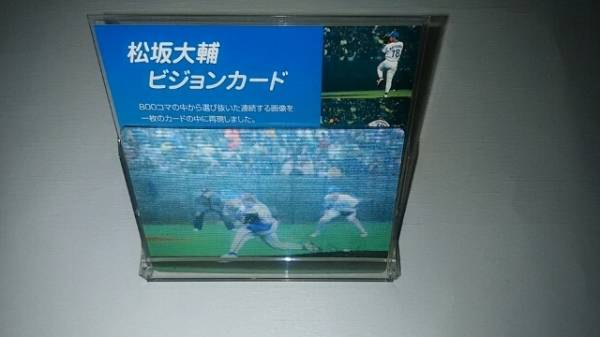 松坂大輔
ビジョンカード
800コマの中から選び抜いた連続する画像を
一枚のカードの中に再現しました。
18